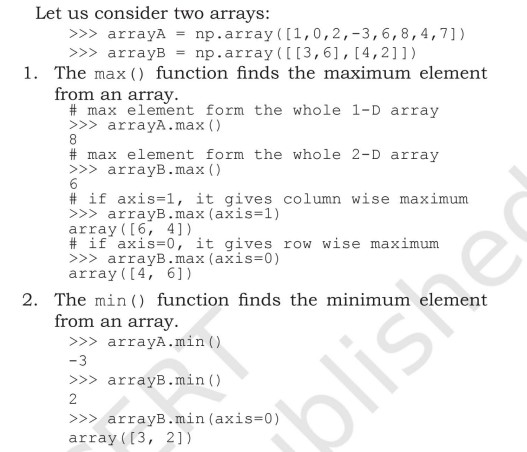 Let us consider two arrays:
>>> arrayA = np.array([1,0,2,-3,6,8,4,7])
>>> arrayB = np.array([[3,6],[4,2]])
1. The max() function finds the maximum element
from an array.
# max element form the whole 1-D array
>>> arrayA.max()
8
# max element form the whole 2-D array
>>> arrayB.max()
6
# if axis=1, it gives column wise maximum
>>> arrayB.max(axis=1)
array([6, 4])
# if axis=0, it gives row wise maximum
>>> arrayB.max(axis=0)
array([4, 6])
2. The min() function finds the minimum element
from an array.
>>> arrayA.min()
-3
>>> arrayB.min()
2
>>> arrayB.min(axis=0)
array([3, 2])